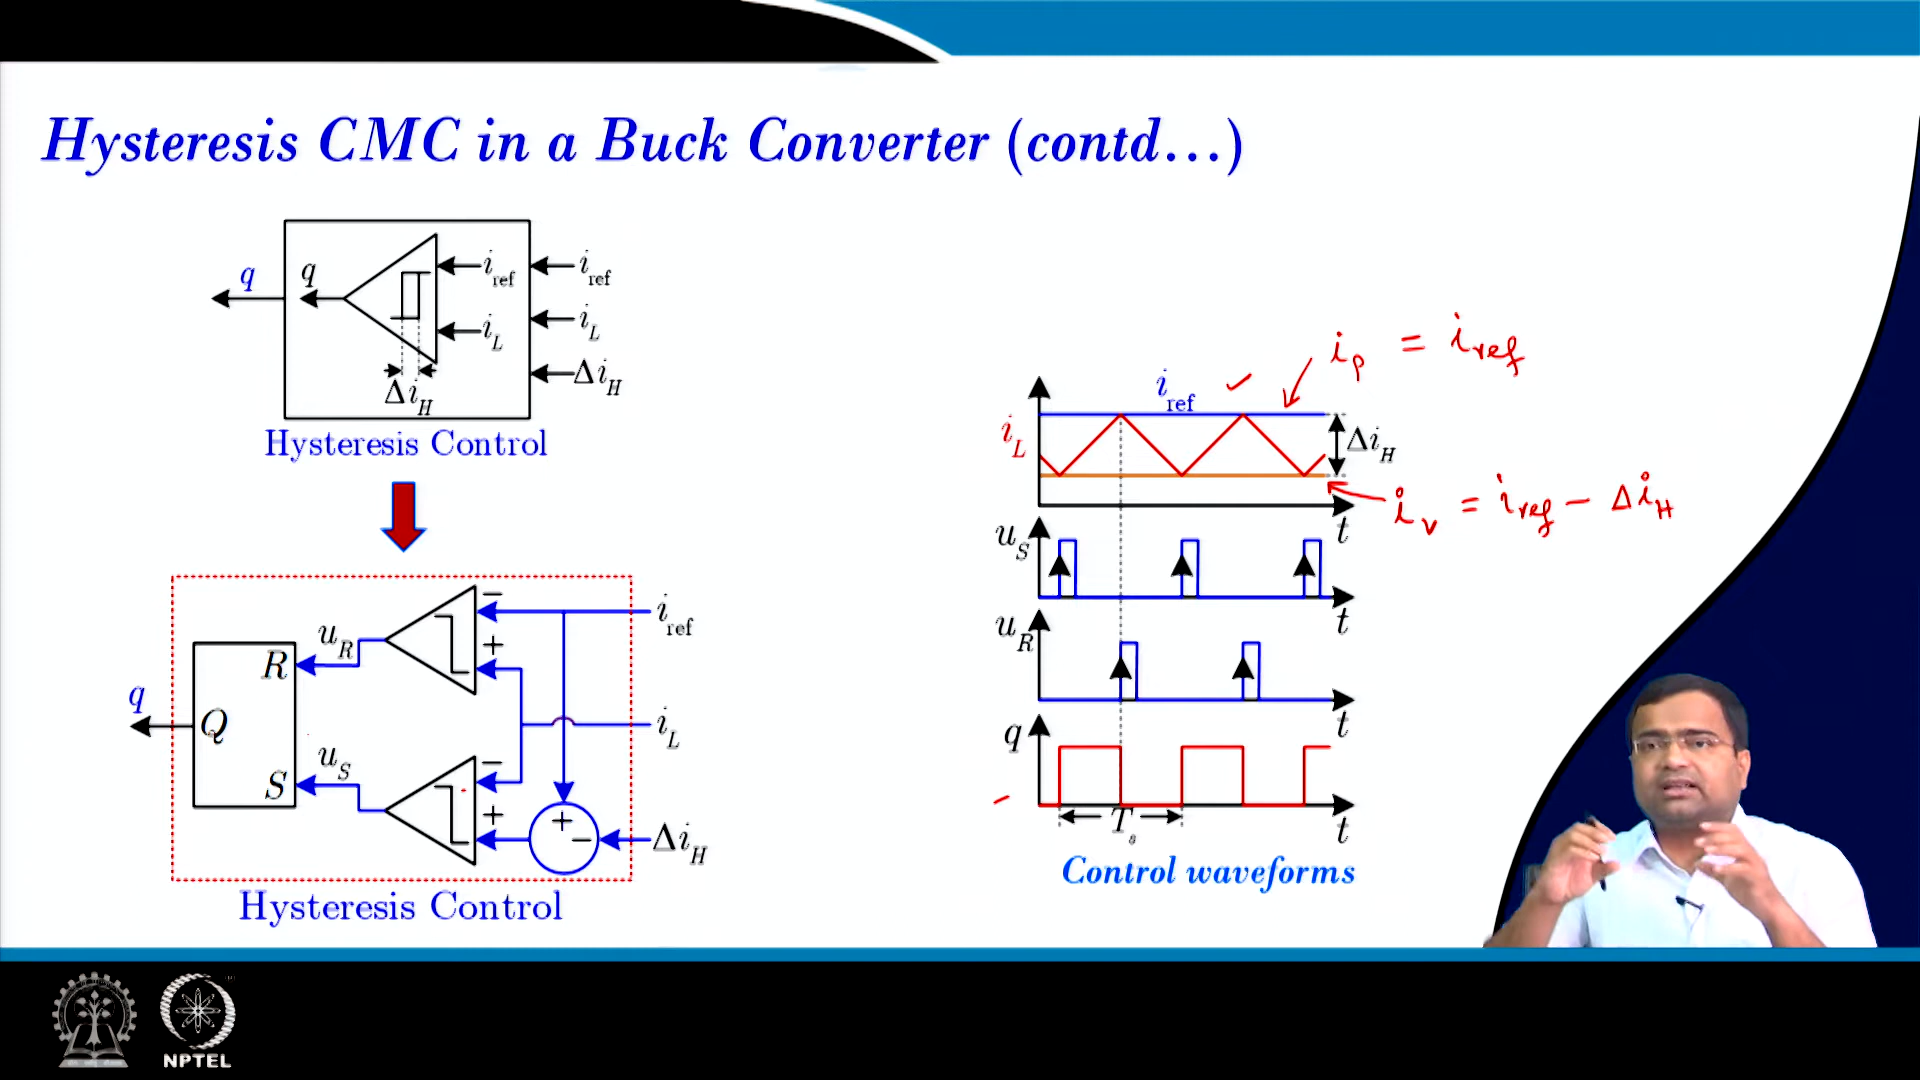 Hysteresis CMC in a Buck Converter (contd...)
q
q
i_ref
i_L
Δi_H
i_ref
i_L
Δi_H
Hysteresis Control
R
S
Q
q
u_R
u_S
−
+
−
+
+
−
i_ref
i_L
Δi_H
Hysteresis Control
i_p = i_ref
i_ref
i_L
Δi_H
i_v = i_ref − Δi_H
t
u_S
t
u_R
t
q
T_s
t
Control waveforms
NPTEL